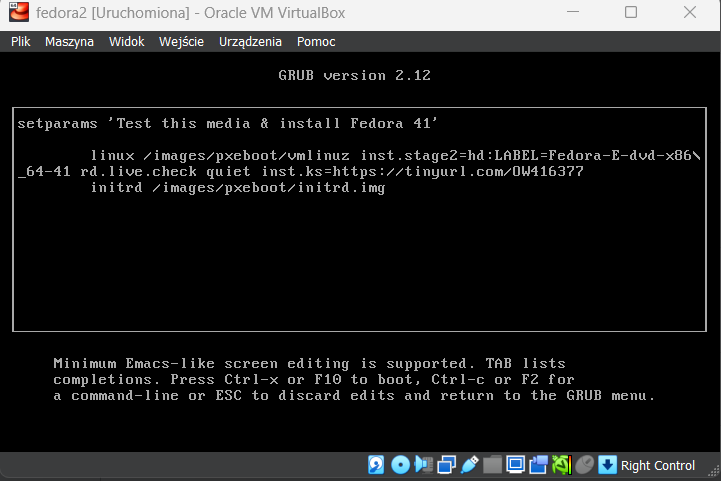 fedora2 [Uruchomiona] - Oracle VM VirtualBox
Plik Maszyna Widok Wejście Urządzenia Pomoc
GRUB version 2.12
setparams 'Test this media & install Fedora 41'
linux /images/pxeboot/vmlinuz inst.stage2=hd:LABEL=Fedora-E-dvd-x86\
_64-41 rd.live.check quiet inst.ks=https://tinyurl.com/OW416377
initrd /images/pxeboot/initrd.img
Minimum Emacs-like screen editing is supported. TAB lists
completions. Press Ctrl-x or F10 to boot, Ctrl-c or F2 for
a command-line or ESC to discard edits and return to the GRUB menu.
Right Control